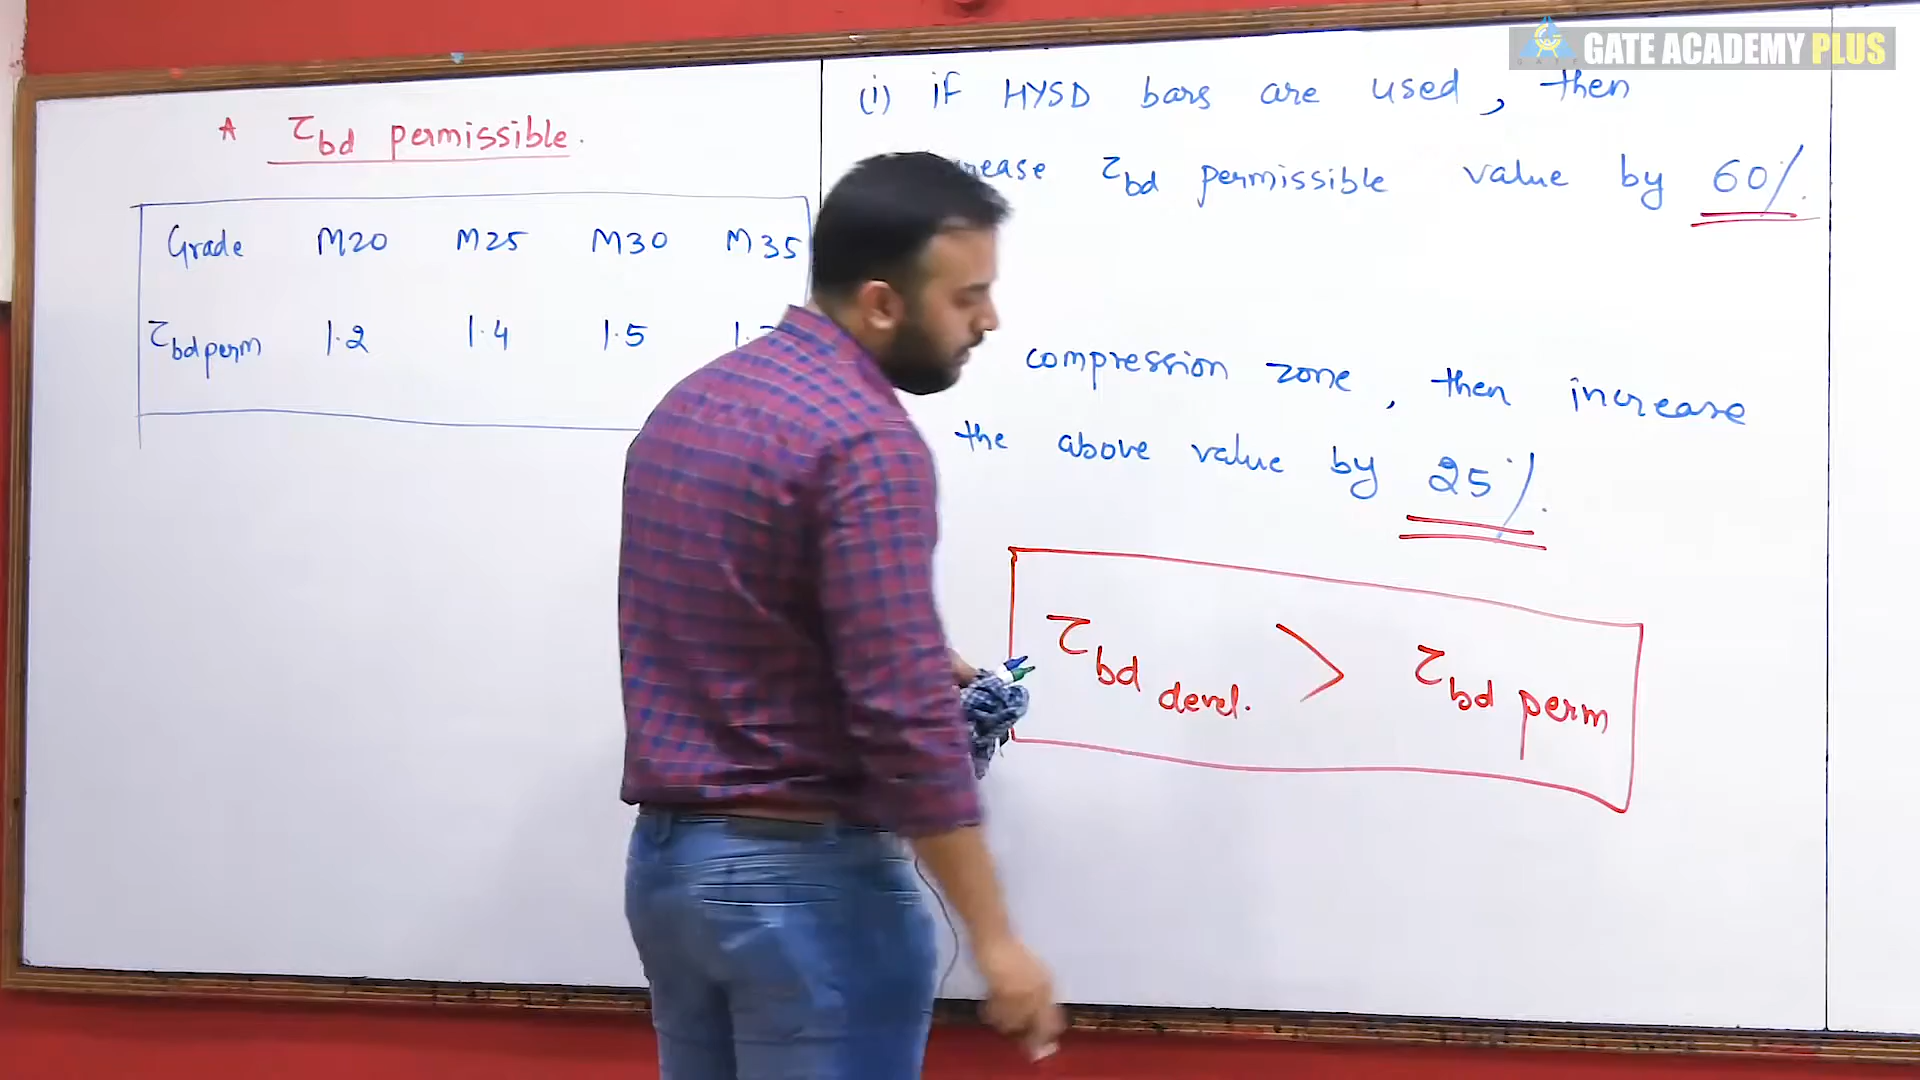 GATE ACADEMY PLUS
* τbd permissible.
Grade M20 M25 M30 M35
τbd perm 1.2 1.4 1.5
(i) if HYSD bars are used, then
τbd permissible value by 60%.
compression zone, then increase
the above value by 25%.
τbd devel. > τbd perm